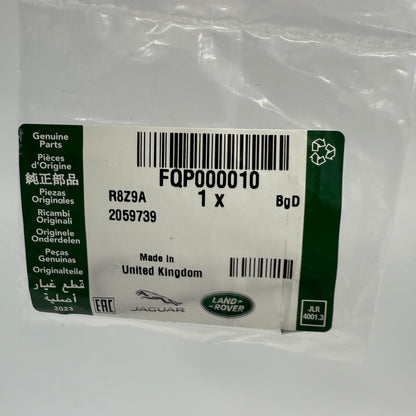 Genuine
Parts
Pièces
d'Origine
純正部品
Piezas
Originales
Ricambi
Originali
Originele
Onderdelen
Peças
Genuinas
Originalteile
قطع غيار
أصلية
2023
FQP000010
R8Z9A 1 x BgD
2059739
Made in
United Kingdom
EAC
JAGUAR
LAND-
ROVER
JLR
4001.3